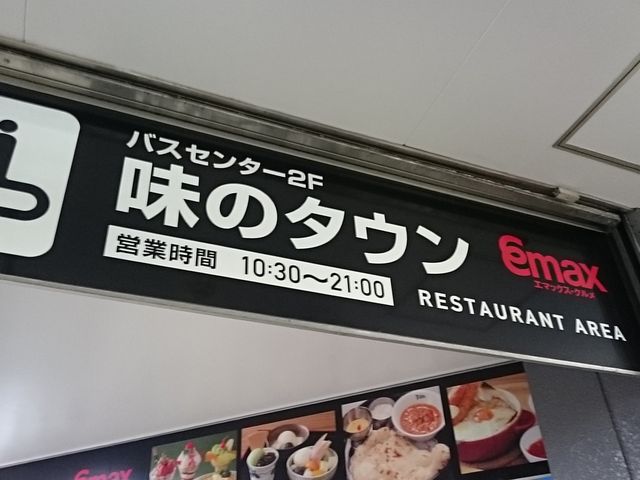 バスセンター2F
味のタウン
営業時間 10:30～21:00
emax
エマックス・クルメ
RESTAURANT AREA
emax